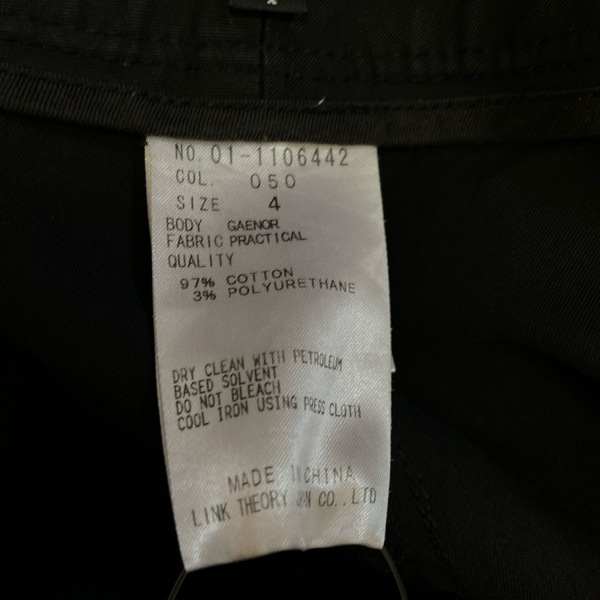 NO. 01-1106442
COL. 050
SIZE 4
BODY GAENOR
FABRIC PRACTICAL
QUALITY
97% COTTON
3% POLYURETHANE
DRY CLEAN WITH PETROLEUM
BASED SOLVENT
DO NOT BLEACH
COOL IRON USING PRESS CLOTH
MADE IN CHINA
LINK THEORY CO.,LTD